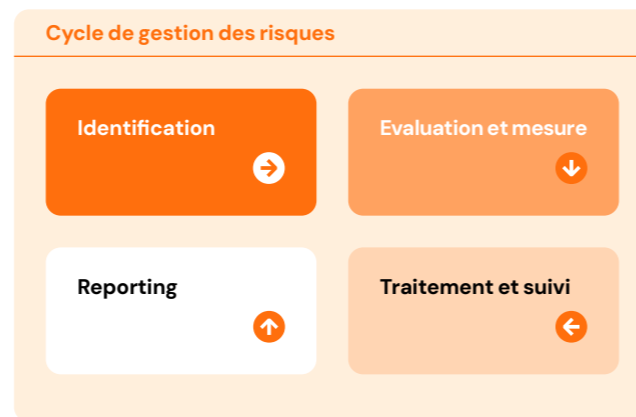 Cycle de gestion des risques
Identification
Evaluation et mesure
Reporting
Traitement et suivi